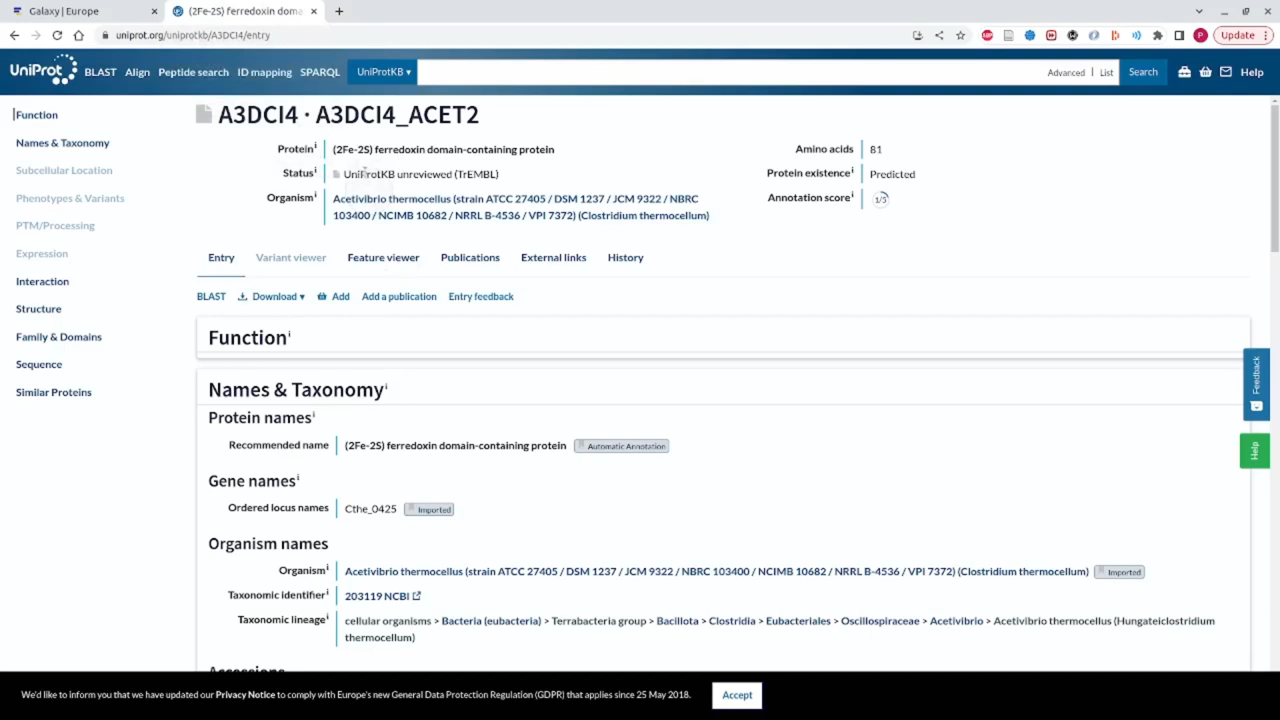 Galaxy | Europe
(2Fe-2S) ferredoxin doma
uniprot.org/uniprotkb/A3DCI4/entry
P
Update
UniProt
BLAST Align Peptide search ID mapping SPARQL
UniProtKB ▾
Advanced | List
Search
Help
Function
Names & Taxonomy
Subcellular Location
Phenotypes & Variants
PTM/Processing
Expression
Interaction
Structure
Family & Domains
Sequence
Similar Proteins
A3DCI4 · A3DCI4_ACET2
Protein i (2Fe-2S) ferredoxin domain-containing protein
Status i UniProtKB unreviewed (TrEMBL)
Organism i Acetivibrio thermocellus (strain ATCC 27405 / DSM 1237 / JCM 9322 / NBRC
103400 / NCIMB 10682 / NRRL B-4536 / VPI 7372) (Clostridium thermocellum)
Amino acids 81
Protein existence i Predicted
Annotation score i 1/5
Entry Variant viewer Feature viewer Publications External links History
BLAST Download ▾ Add Add a publication Entry feedback
Function i
Names & Taxonomy i
Protein names i
Recommended name (2Fe-2S) ferredoxin domain-containing protein Automatic Annotation
Gene names i
Ordered locus names Cthe_0425 Imported
Organism names
Organism i Acetivibrio thermocellus (strain ATCC 27405 / DSM 1237 / JCM 9322 / NBRC 103400 / NCIMB 10682 / NRRL B-4536 / VPI 7372) (Clostridium thermocellum) Imported
Taxonomic identifier i 203119 NCBI
Taxonomic lineage i cellular organisms > Bacteria (eubacteria) > Terrabacteria group > Bacillota > Clostridia > Eubacteriales > Oscillospiraceae > Acetivibrio > Acetivibrio thermocellus (Hungateiclostridium
thermocellum)
Accessions
Feedback
Help
We'd like to inform you that we have updated our Privacy Notice to comply with Europe's new General Data Protection Regulation (GDPR) that applies since 25 May 2018.
Accept